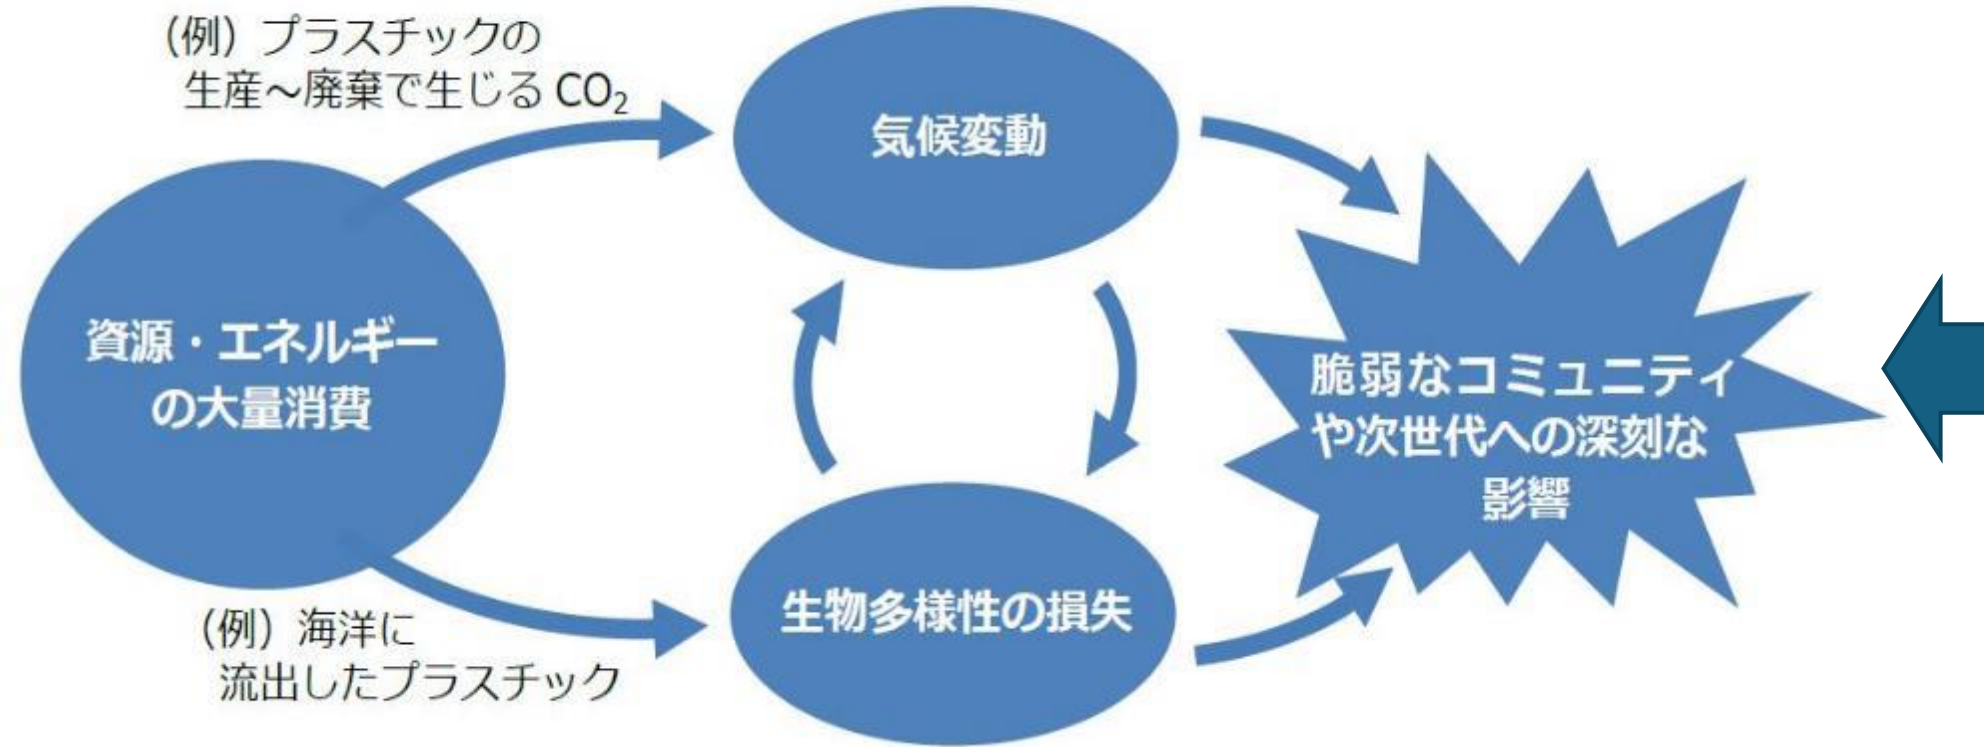 (例) プラスチックの
生産～廃棄で生じる CO₂
気候変動
資源・エネルギー
の大量消費
脆弱なコミュニティ
や次世代への深刻な
影響
生物多様性の損失
(例) 海洋に
流出したプラスチック